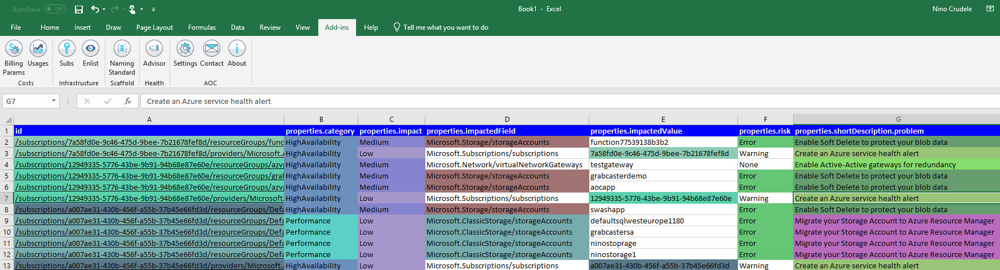 AutoSave Off Book1 - Excel Nino Crudele
File Home Insert Draw Page Layout Formulas Data Review View Add-ins Help Tell me what you want to do
Billing Params Usages Subs Enlist Naming Standard Advisor Settings Contact About
Costs Infrastructure Scaffold Health AOC
G7 fx Create an Azure service health alert
A B C D E F G
1 id properties.category properties.impact properties.impactedField properties.impactedValue properties.risk properties.shortDescription.problem
2 /subscriptions/7a58fd0e-9c46-475d-9bee-7b21678fef8d/resourceGroups/func HighAvailability Medium Microsoft.Storage/storageAccounts function77539138b3b2 Error Enable Soft Delete to protect your blob data
3 /subscriptions/7a58fd0e-9c46-475d-9bee-7b21678fef8d/providers/Microsoft.A HighAvailability Low Microsoft.Subscriptions/subscriptions 7a58fd0e-9c46-475d-9bee-7b21678fef8d Warning Create an Azure service health alert
4 /subscriptions/12949335-5776-43be-9b91-94b68e87e60e/resourceGroups/azvp HighAvailability Medium Microsoft.Network/virtualNetworkGateways testgateway None Enable Active-Active gateways for redundancy
5 /subscriptions/12949335-5776-43be-9b91-94b68e87e60e/resourceGroups/grab HighAvailability Medium Microsoft.Storage/storageAccounts grabcasterdemo Error Enable Soft Delete to protect your blob data
6 /subscriptions/12949335-5776-43be-9b91-94b68e87e60e/resourceGroups/azvp HighAvailability Medium Microsoft.Storage/storageAccounts aocapp Error Enable Soft Delete to protect your blob data
7 /subscriptions/12949335-5776-43be-9b91-94b68e87e60e/providers/Microsoft. HighAvailability Low Microsoft.Subscriptions/subscriptions 12949335-5776-43be-9b91-94b68e87e60e Warning Create an Azure service health alert
8 /subscriptions/a007ae31-430b-456f-a55b-37b45e66fd3d/resourceGroups/Defa HighAvailability Medium Microsoft.Storage/storageAccounts swashapp Error Enable Soft Delete to protect your blob data
9 /subscriptions/a007ae31-430b-456f-a55b-37b45e66fd3d/resourceGroups/Defa Performance Low Microsoft.ClassicStorage/storageAccounts defaultsqlwesteurope1180 Error Migrate your Storage Account to Azure Resource Manager
10 /subscriptions/a007ae31-430b-456f-a55b-37b45e66fd3d/resourceGroups/Defa Performance Low Microsoft.ClassicStorage/storageAccounts grabcastersa Error Migrate your Storage Account to Azure Resource Manager
11 /subscriptions/a007ae31-430b-456f-a55b-37b45e66fd3d/resourceGroups/Defa Performance Low Microsoft.ClassicStorage/storageAccounts ninostoprage Error Migrate your Storage Account to Azure Resource Manager
12 /subscriptions/a007ae31-430b-456f-a55b-37b45e66fd3d/resourceGroups/Defa Performance Low Microsoft.ClassicStorage/storageAccounts ninostorage1 Error Migrate your Storage Account to Azure Resource Manager
13 /subscriptions/a007ae31-430b-456f-a55b-37b45e66fd3d/providers/Microsoft. HighAvailability Low Microsoft.Subscriptions/subscriptions a007ae31-430b-456f-a55b-37b45e66fd3d Warning Create an Azure service health alert